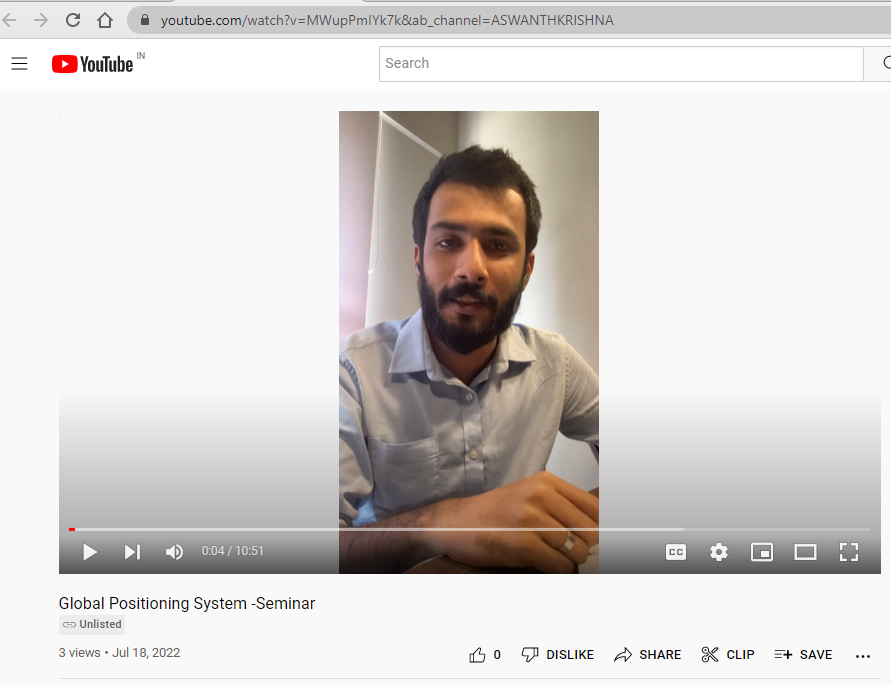 youtube.com/watch?v=MWupPmIYk7k&ab_channel=ASWANTHKRISHNA
YouTube IN
Search
CC
0:04 / 10:51
Global Positioning System -Seminar
Unlisted
3 views • Jul 18, 2022
0 DISLIKE SHARE CLIP SAVE ...